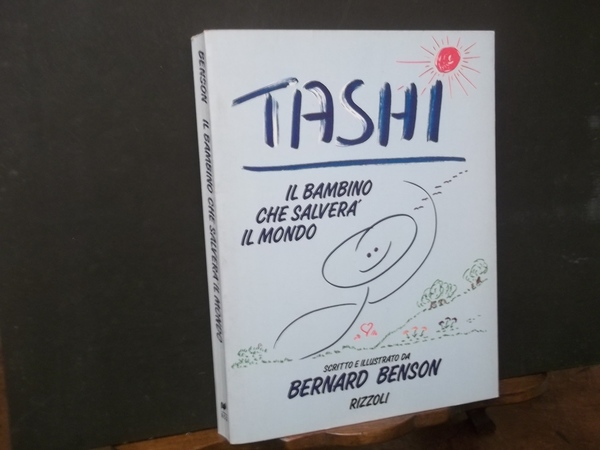 TASHI
IL BAMBINO
CHE SALVERA'
IL MONDO
SCRITTO E ILLUSTRATO DA
BERNARD BENSON
RIZZOLI
BENSON IL BAMBINO CHE SALVERÀ IL MONDO